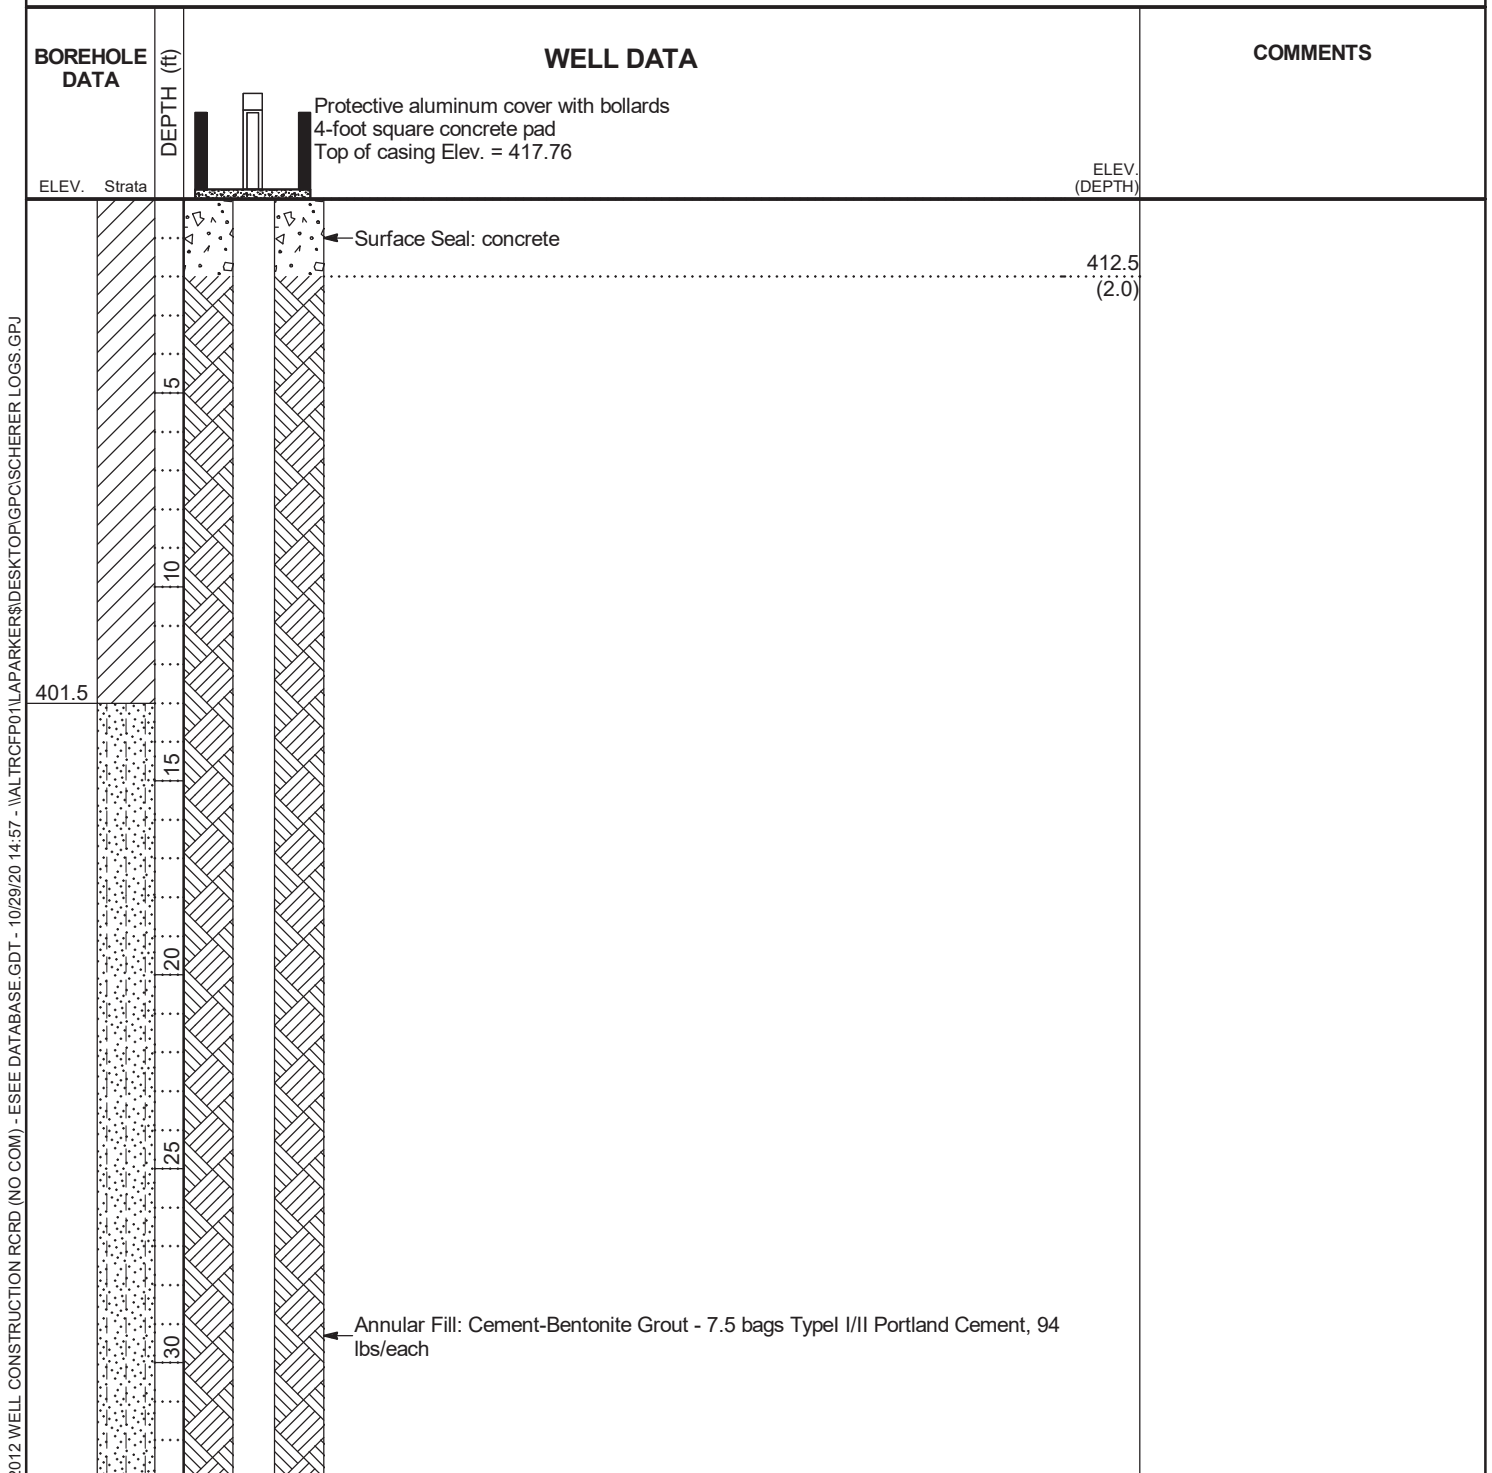 BOREHOLE
DATA
DEPTH (ft)
WELL DATA
COMMENTS
Protective aluminum cover with bollards
4-foot square concrete pad
Top of casing Elev. = 417.76
ELEV.
(DEPTH)
ELEV. Strata
Surface Seal: concrete
412.5
(2.0)
5
10
401.5
15
20
25
Annular Fill: Cement-Bentonite Grout - 7.5 bags TypeI I/II Portland Cement, 94
lbs/each
30
2012 WELL CONSTRUCTION RCRD (NO COM) - ESEE DATABASE.GDT - 10/29/20 14:57 - \\ALTRCFP01\LAPARKER$\DESKTOP\GPC\SCHERER LOGS.GPJ